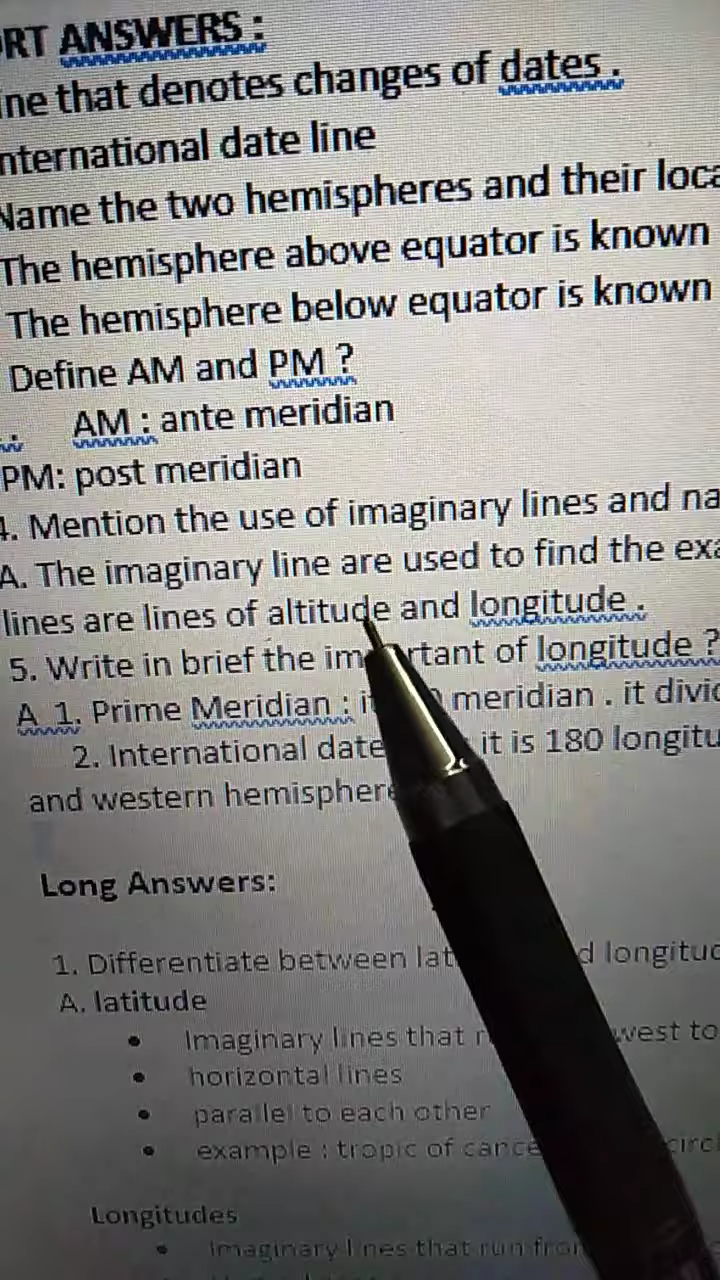 RT ANSWERS :
ine that denotes changes of dates .
nternational date line
Name the two hemispheres and their loca
The hemisphere above equator is known
The hemisphere below equator is known
Define AM and PM ?
AM : ante meridian
PM: post meridian
4. Mention the use of imaginary lines and na
A. The imaginary line are used to find the exa
lines are lines of altitude and longitude .
5. Write in brief the im rtant of longitude ?
A 1. Prime Meridian : i meridian . it divid
2. International date it is 180 longitu
and western hemisphere
Long Answers:
1. Differentiate between lat d longitud
A. latitude
• Imaginary lines that r west to
• horizontal lines
• parallel to each other
• example : tropic of cance circl
Longitudes
• Imaginary lines that run from